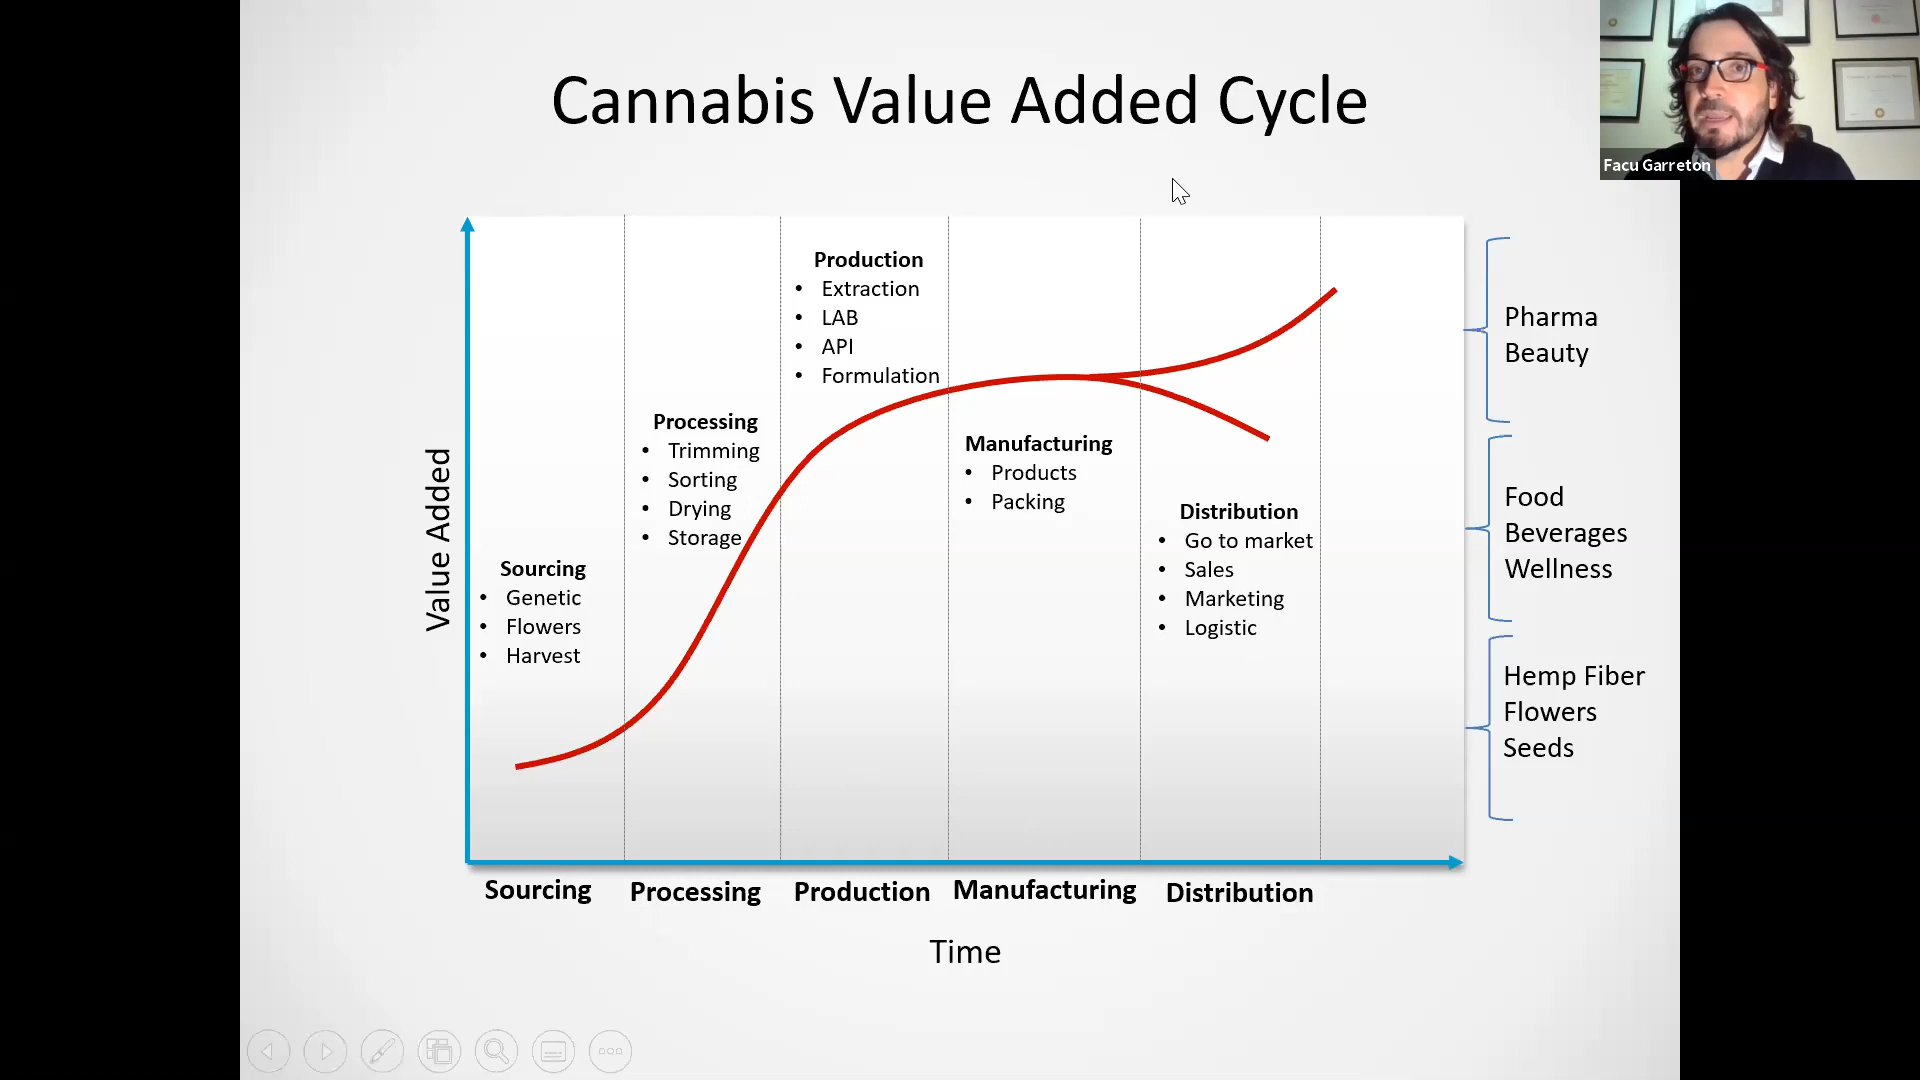 Cannabis Value Added Cycle
Facu Garreton
Value Added
Sourcing
• Genetic
• Flowers
• Harvest
Processing
• Trimming
• Sorting
• Drying
• Storage
Production
• Extraction
• LAB
• API
• Formulation
Manufacturing
• Products
• Packing
Distribution
• Go to market
• Sales
• Marketing
• Logistic
Pharma
Beauty
Food
Beverages
Wellness
Hemp Fiber
Flowers
Seeds
Sourcing
Processing
Production
Manufacturing
Distribution
Time